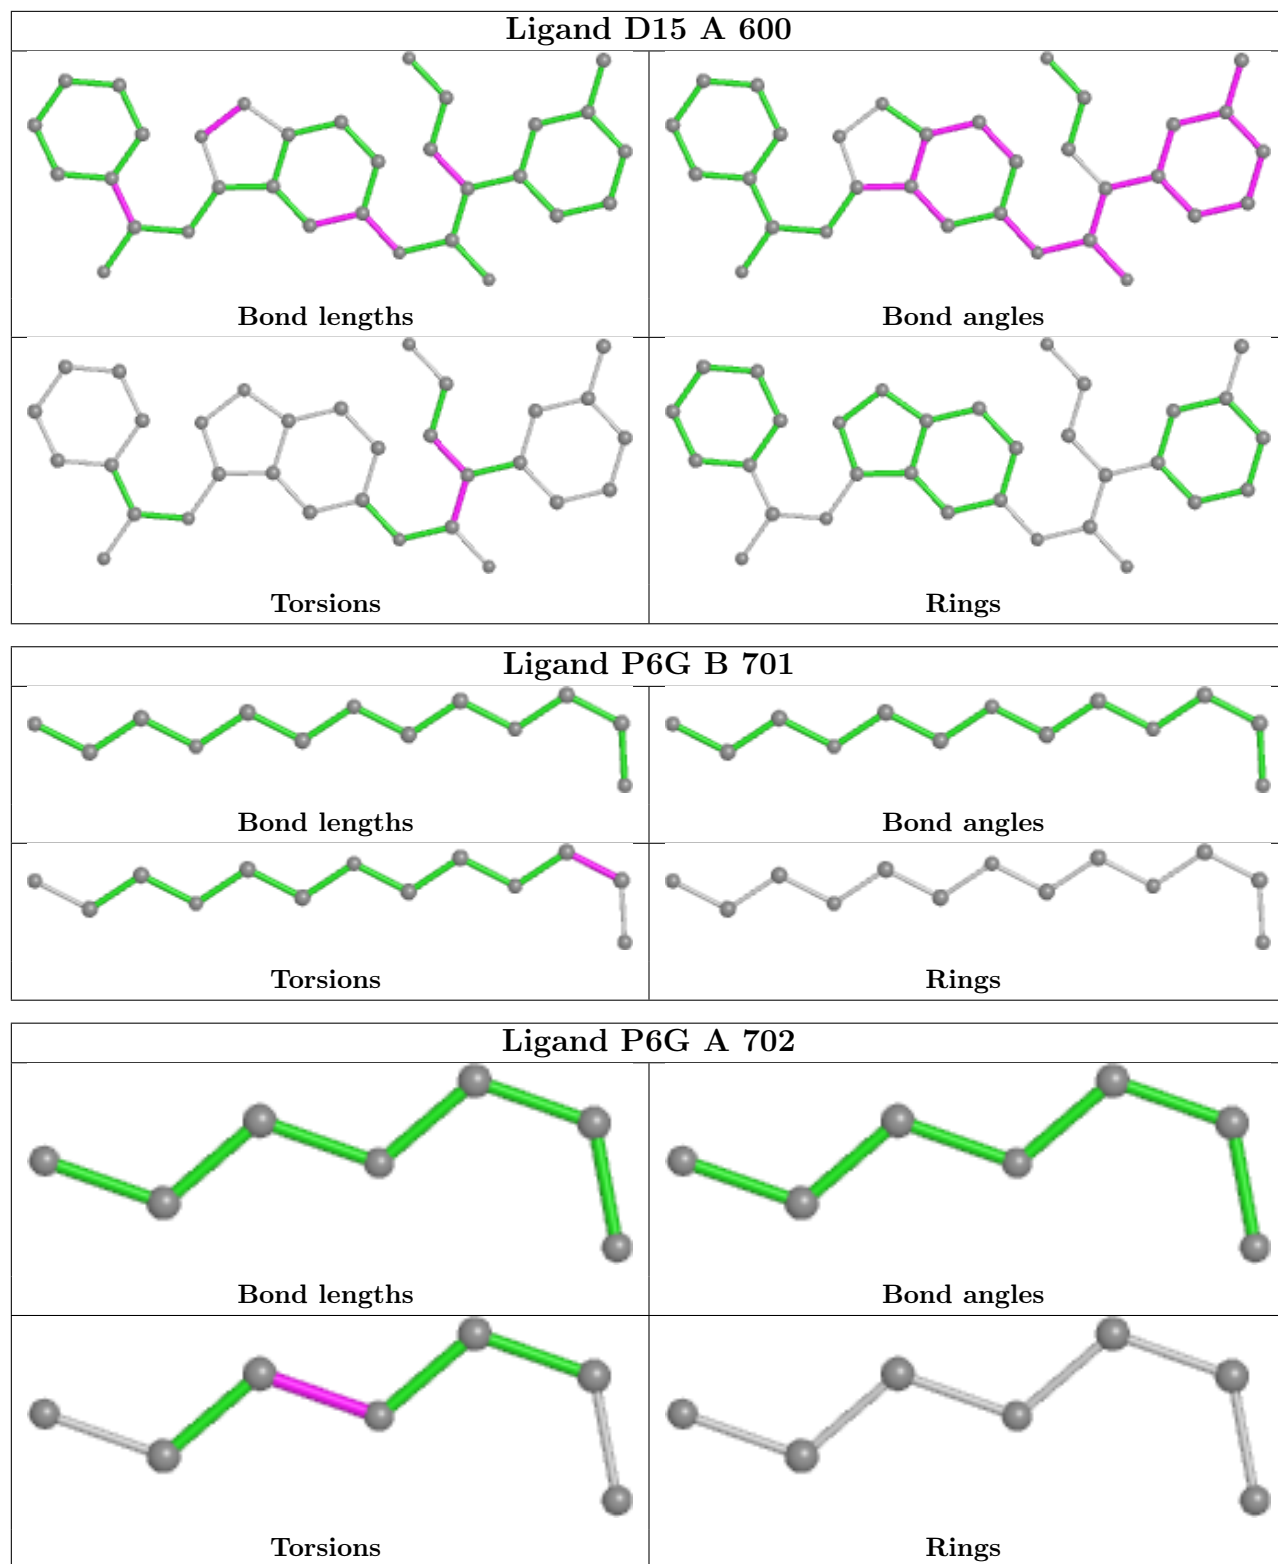 Ligand D15 A 600
Bond lengths
Bond angles
Torsions
Rings
Ligand P6G B 701
Bond lengths
Bond angles
Torsions
Rings
Ligand P6G A 702
Bond lengths
Bond angles
Torsions
Rings